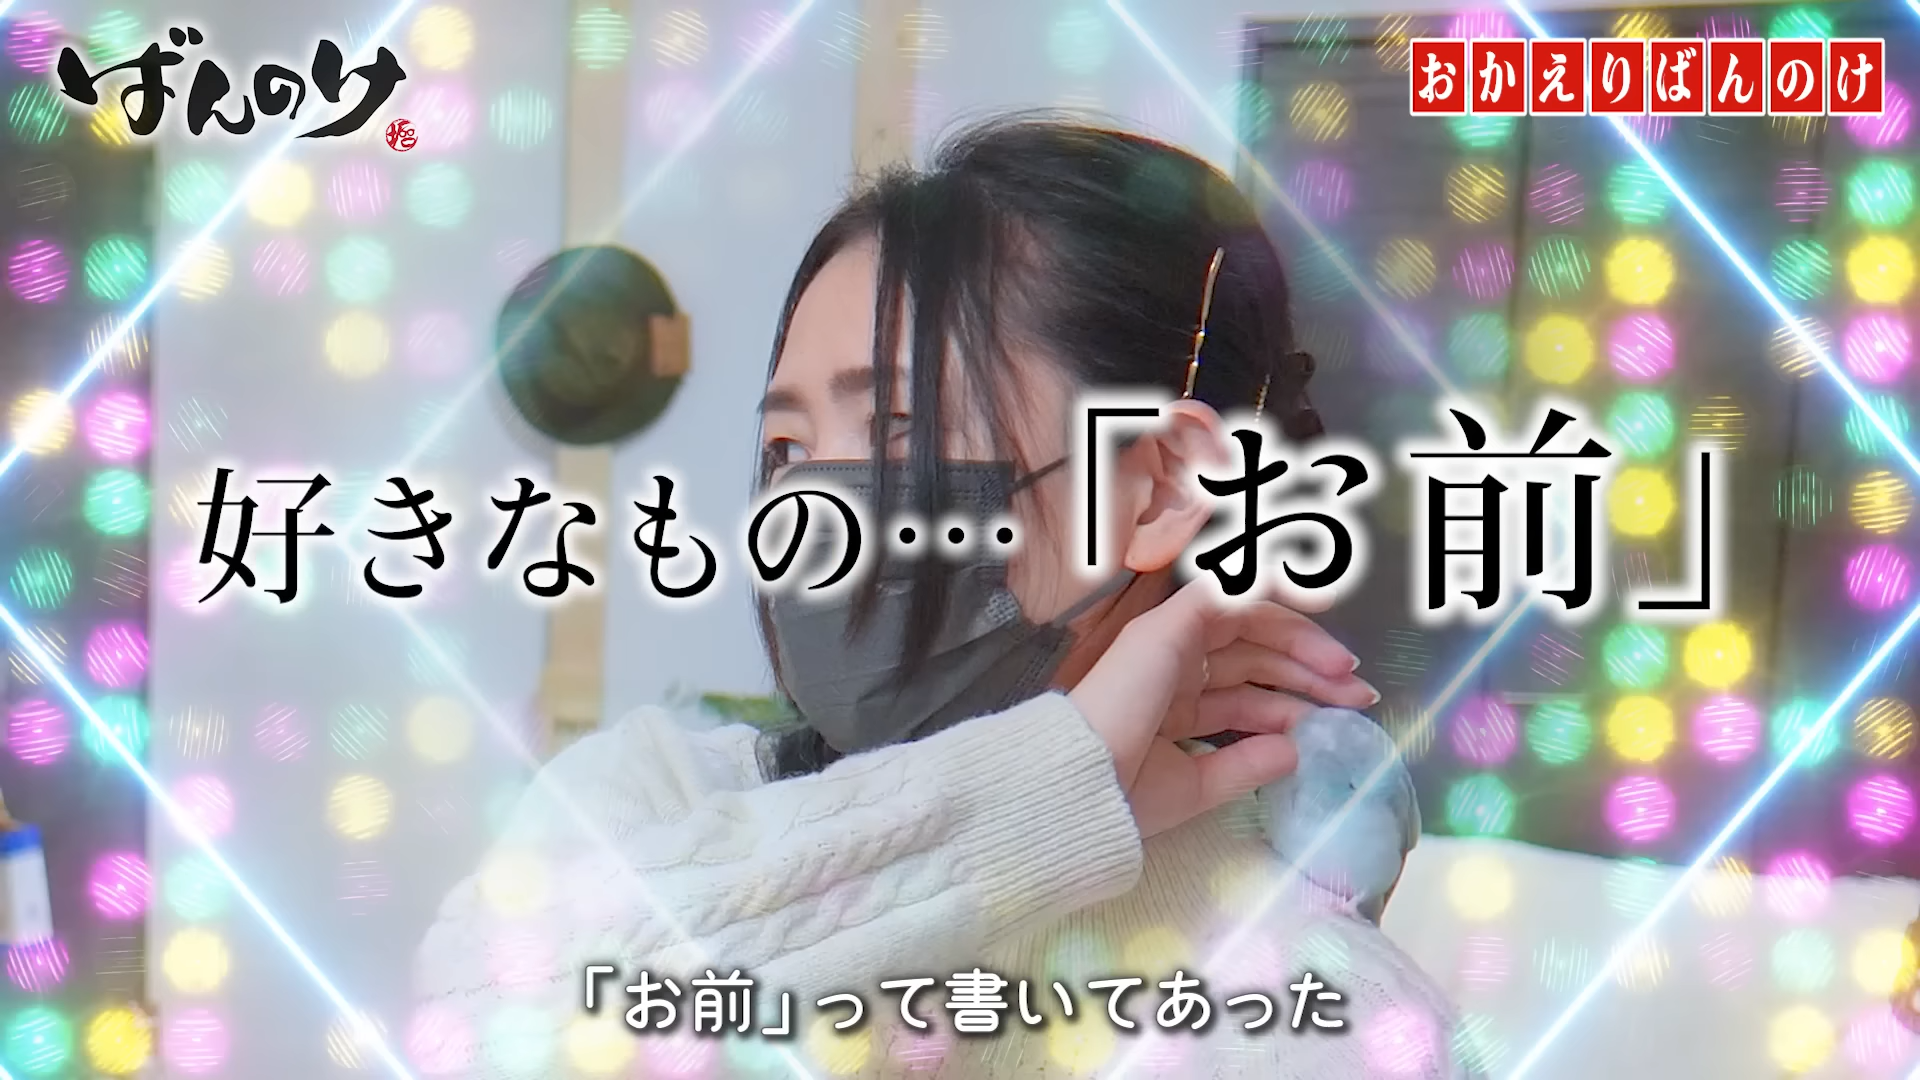 ばんのけ
おかえりばんのけ
好きなもの…「お前」
「お前」って書いてあった